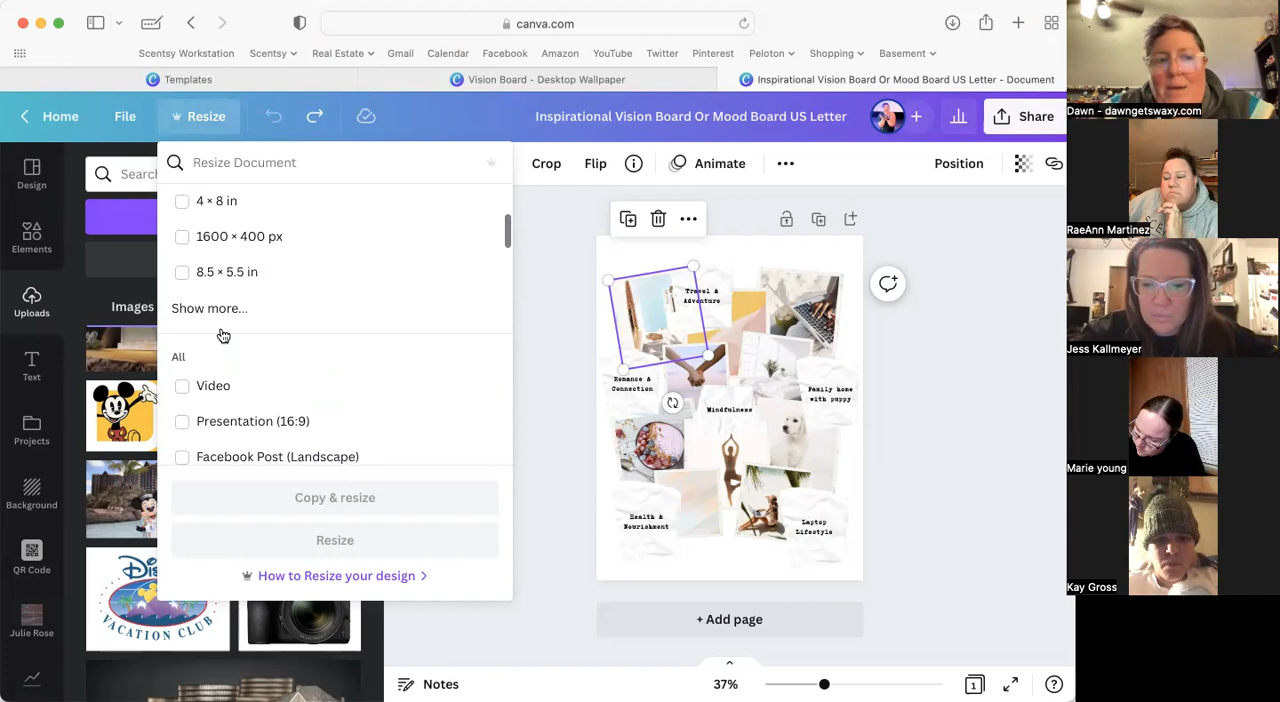 canva.com
Scentsy Workstation Scentsy Real Estate Gmail Calendar Facebook Amazon YouTube Twitter Pinterest Peloton Shopping Basement
Templates
Vision Board - Desktop Wallpaper
Inspirational Vision Board Or Mood Board US Letter - Document
Home File Resize
Inspirational Vision Board Or Mood Board US Letter
Share
Design
Elements
Uploads
Text
Projects
Background
QR Code
Julie Rose
Search
Images
Resize Document
4 × 8 in
1600 × 400 px
8.5 × 5.5 in
Show more...
All
Video
Presentation (16:9)
Facebook Post (Landscape)
Copy & resize
Resize
How to Resize your design
Crop Flip Animate Position
Travel &
Adventure
Romance &
Connection
Family home
with puppy
Mindfulness
Health &
Nourishment
Laptop
Lifestyle
+ Add page
VACATION CLUB
Notes
37%
1
Dawn - dawngetswaxy.com
RaeAnn Martinez
Jess Kallmeyer
Marie young
Kay Gross